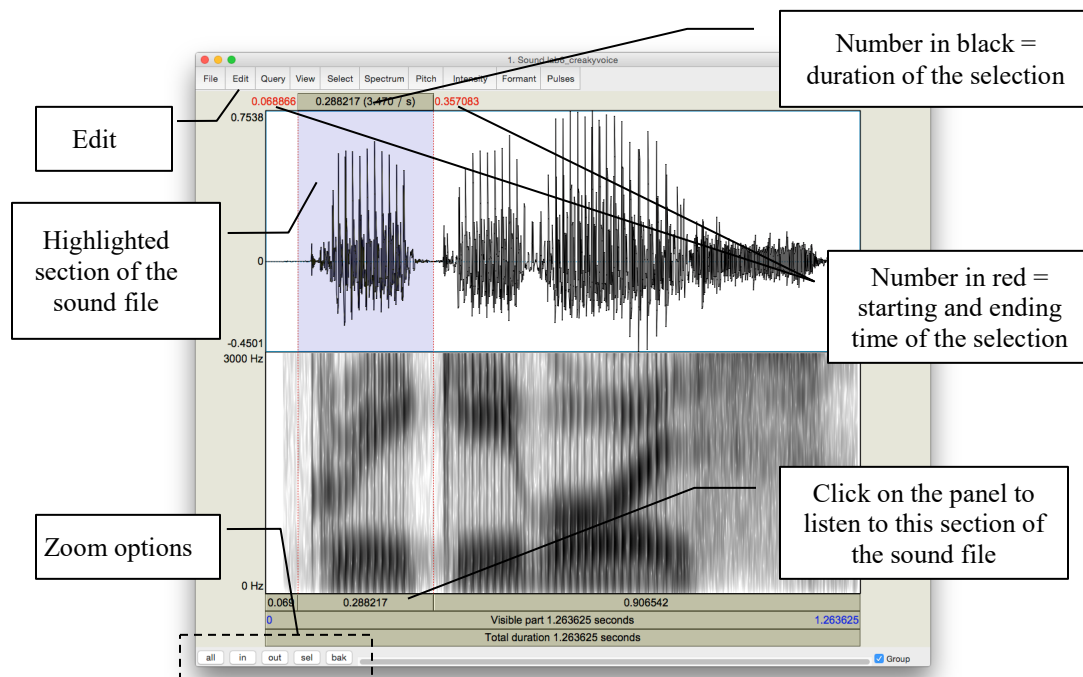 Number in black =
duration of the selection
1. Sound lab6_creakyvoice
File Edit Query View Select Spectrum Pitch Intensity Formant Pulses
0.068866 0.288217 (3.470 / s) 0.357083
0.7538
Edit
Highlighted
section of the
sound file
0
Number in red =
starting and ending
time of the selection
-0.4501
3000 Hz
Click on the panel to
listen to this section of
the sound file
Zoom options
0 Hz
0.069 0.288217 0.906542
0 Visible part 1.263625 seconds 1.263625
Total duration 1.263625 seconds
all in out sel bak Group